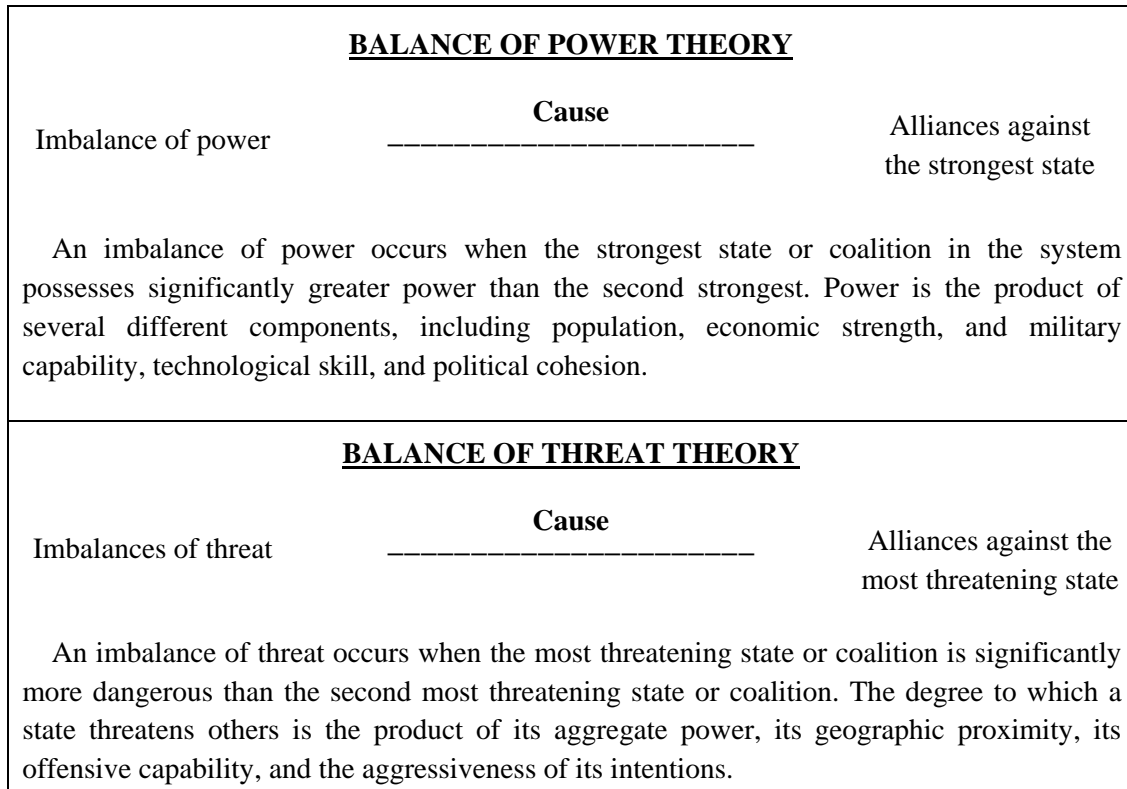 BALANCE OF POWER THEORY
Cause
Imbalance of power ______________________ Alliances against
the strongest state
An imbalance of power occurs when the strongest state or coalition in the system
possesses significantly greater power than the second strongest. Power is the product of
several different components, including population, economic strength, and military
capability, technological skill, and political cohesion.
BALANCE OF THREAT THEORY
Cause
Imbalances of threat ______________________ Alliances against the
most threatening state
An imbalance of threat occurs when the most threatening state or coalition is significantly
more dangerous than the second most threatening state or coalition. The degree to which a
state threatens others is the product of its aggregate power, its geographic proximity, its
offensive capability, and the aggressiveness of its intentions.